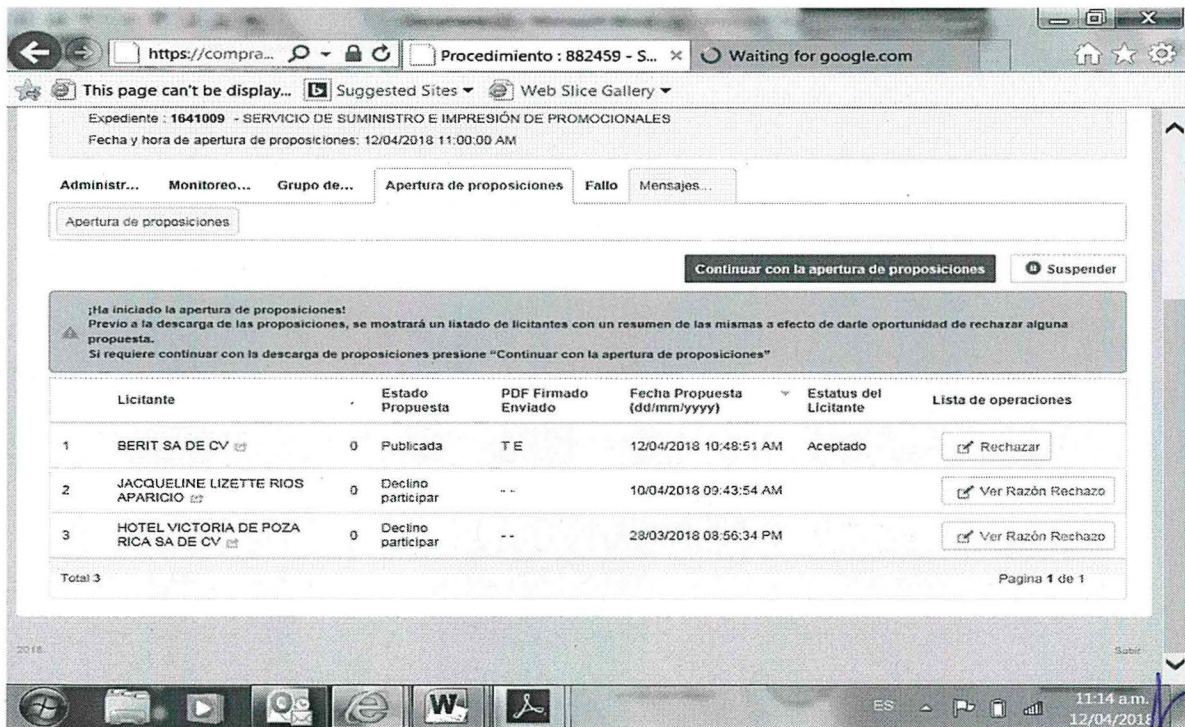 https://compra...
Procedimiento : 882459 - S...
Waiting for google.com
This page can't be display...
Suggested Sites
Web Slice Gallery
Expediente : 1641009 - SERVICIO DE SUMINISTRO E IMPRESIÓN DE PROMOCIONALES
Fecha y hora de apertura de proposiciones: 12/04/2018 11:00:00 AM
Administr... Monitoreo... Grupo de... Apertura de proposiciones Fallo Mensajes...
Apertura de proposiciones
Continuar con la apertura de proposiciones Suspender
¡Ha iniciado la apertura de proposiciones!
Previo a la descarga de las proposiciones, se mostrará un listado de licitantes con un resumen de las mismas a efecto de darle oportunidad de rechazar alguna
propuesta.
Si requiere continuar con la descarga de proposiciones presione “Continuar con la apertura de proposiciones”
Licitante . Estado Propuesta PDF Firmado Enviado Fecha Propuesta (dd/mm/yyyy) Estatus del Licitante Lista de operaciones
1 BERIT SA DE CV 0 Publicada T E 12/04/2018 10:48:51 AM Aceptado Rechazar
2 JACQUELINE LIZETTE RIOS APARICIO 0 Declino participar - - 10/04/2018 09:43:54 AM Ver Razón Rechazo
3 HOTEL VICTORIA DE POZA RICA SA DE CV 0 Declino participar - - 28/03/2018 08:56:34 PM Ver Razón Rechazo
Total 3 Pagina 1 de 1
2018 Subir
ES 11:14 a.m.
12/04/2018